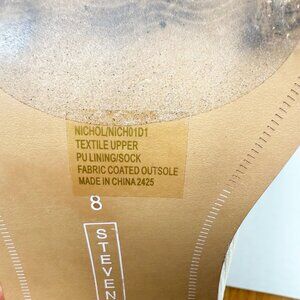 NICHOL/NICH01D1
TEXTILE UPPER
PU LINING/SOCK
FABRIC COATED OUTSOLE
MADE IN CHINA 2425
8
STEVEN